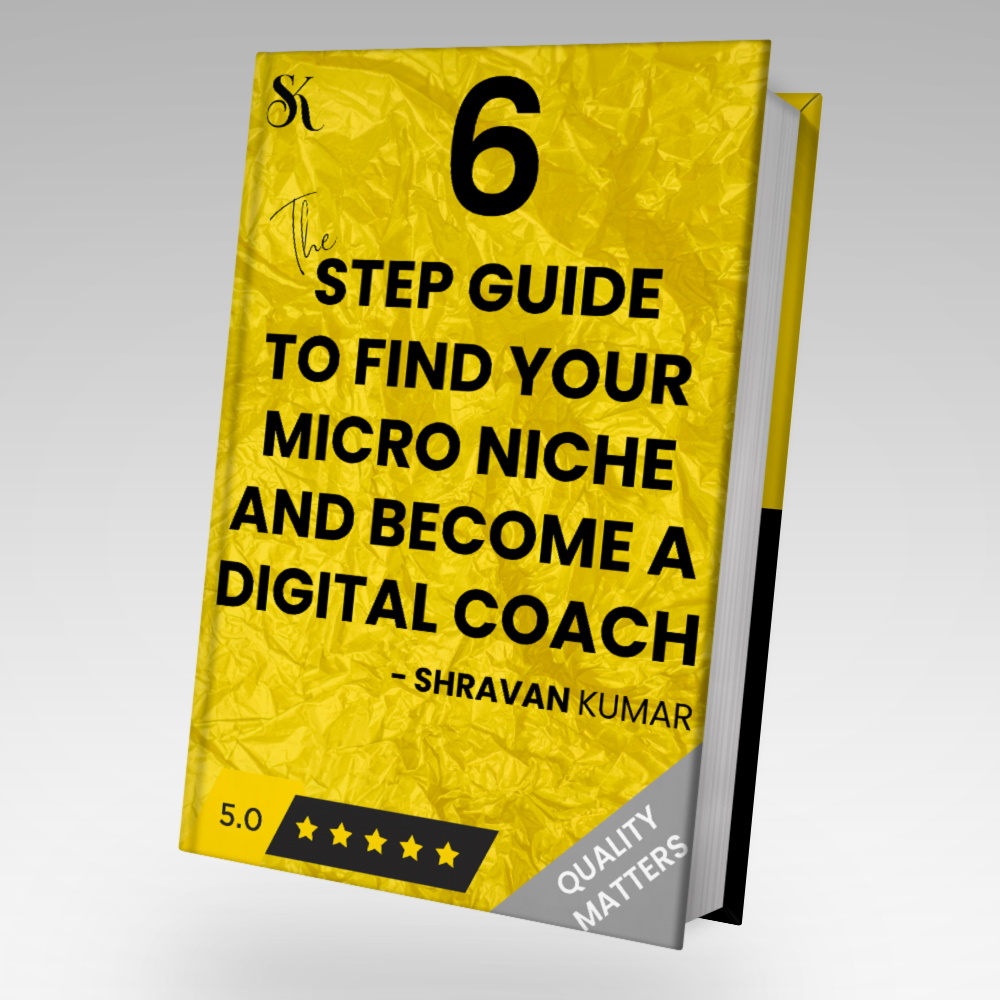 SK
6
The
STEP GUIDE
TO FIND YOUR
MICRO NICHE
AND BECOME A
DIGITAL COACH
- SHRAVAN KUMAR
5.0
QUALITY
MATTERS